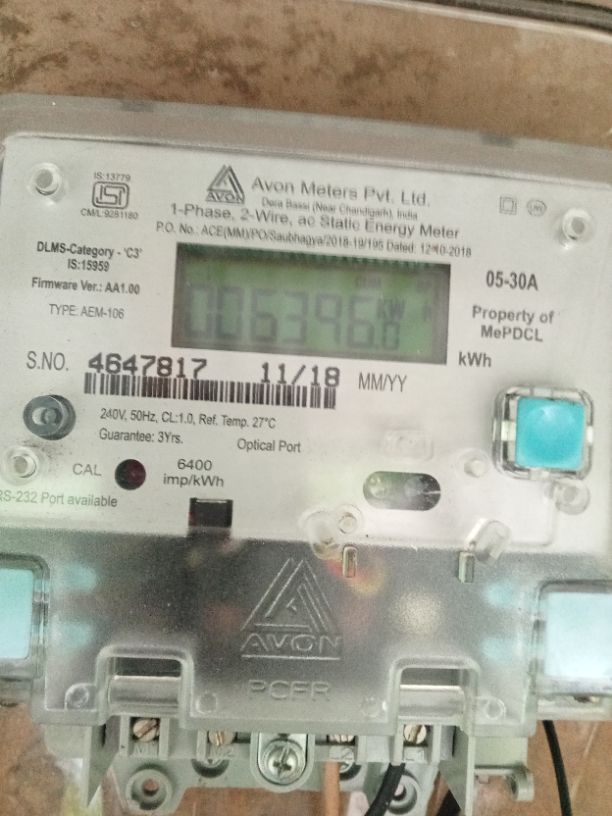 IS:13779
CM/L:9281180
AVON
Avon Meters Pvt. Ltd.
Dera Bassi (Near Chandigarh), India
1-Phase, 2-Wire, ac Static Energy Meter
P.O. No.: ACE(MM)/PO/Saubhagya/2018-19/195 Dated: 12-10-2018
DLMS-Category - 'C3'
IS:15959
Firmware Ver.: AA1.00
TYPE: AEM-106
006396.0
KW
05-30A
Property of
MePDCL
kWh
S.NO. 4647817 11/18 MM/YY
240V, 50Hz, CL:1.0, Ref. Temp. 27°C
Guarantee: 3Yrs.
Optical Port
CAL
6400
imp/kWh
RS-232 Port available
AVON